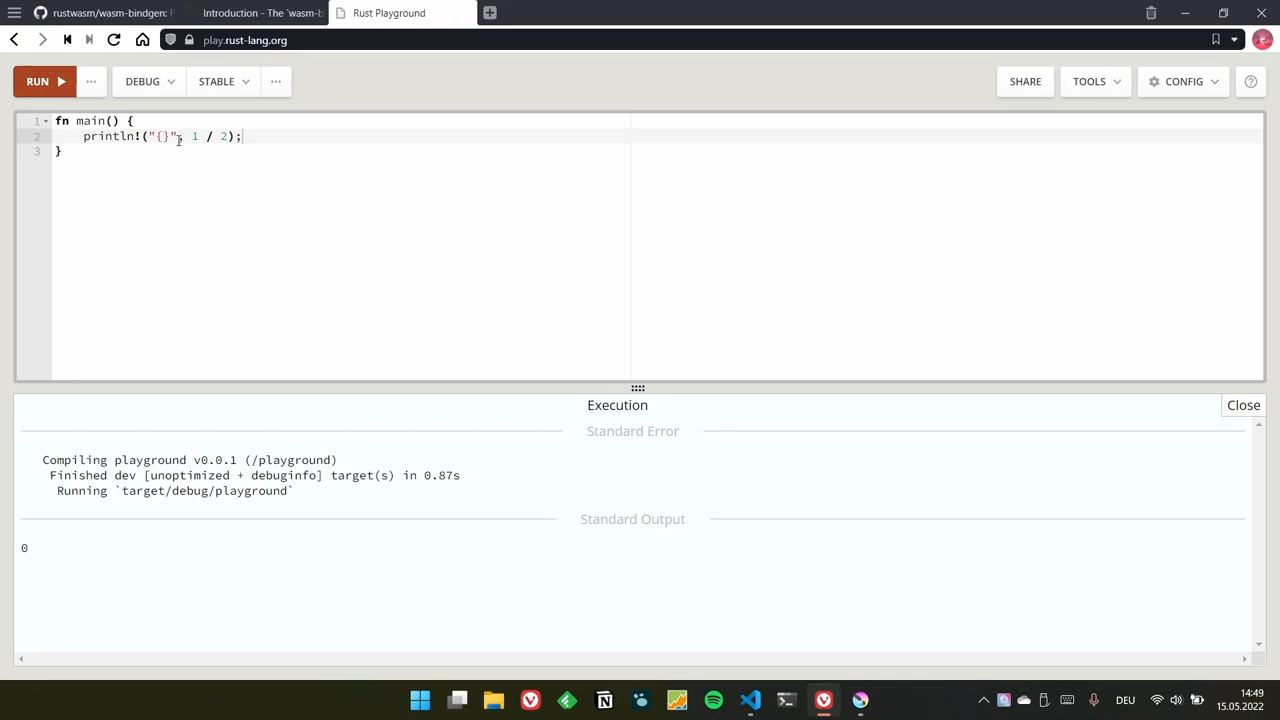 rustwasm/wasm-bindgen: F
Introduction - The `wasm-b
Rust Playground
play.rust-lang.org
RUN
...
DEBUG
STABLE
...
SHARE
TOOLS
CONFIG
1 fn main() {
2 println!("{}", 1 / 2);
3 }
Execution
Close
Standard Error
Compiling playground v0.0.1 (/playground)
Finished dev [unoptimized + debuginfo] target(s) in 0.87s
Running `target/debug/playground`
Standard Output
0
DEU
14:49
15.05.2022